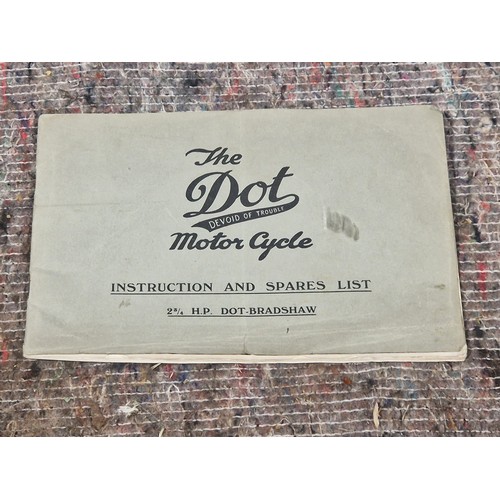 The
Dot
DEVOID OF TROUBLE
Motor Cycle
INSTRUCTION AND SPARES LIST
2¾ H.P. DOT-BRADSHAW